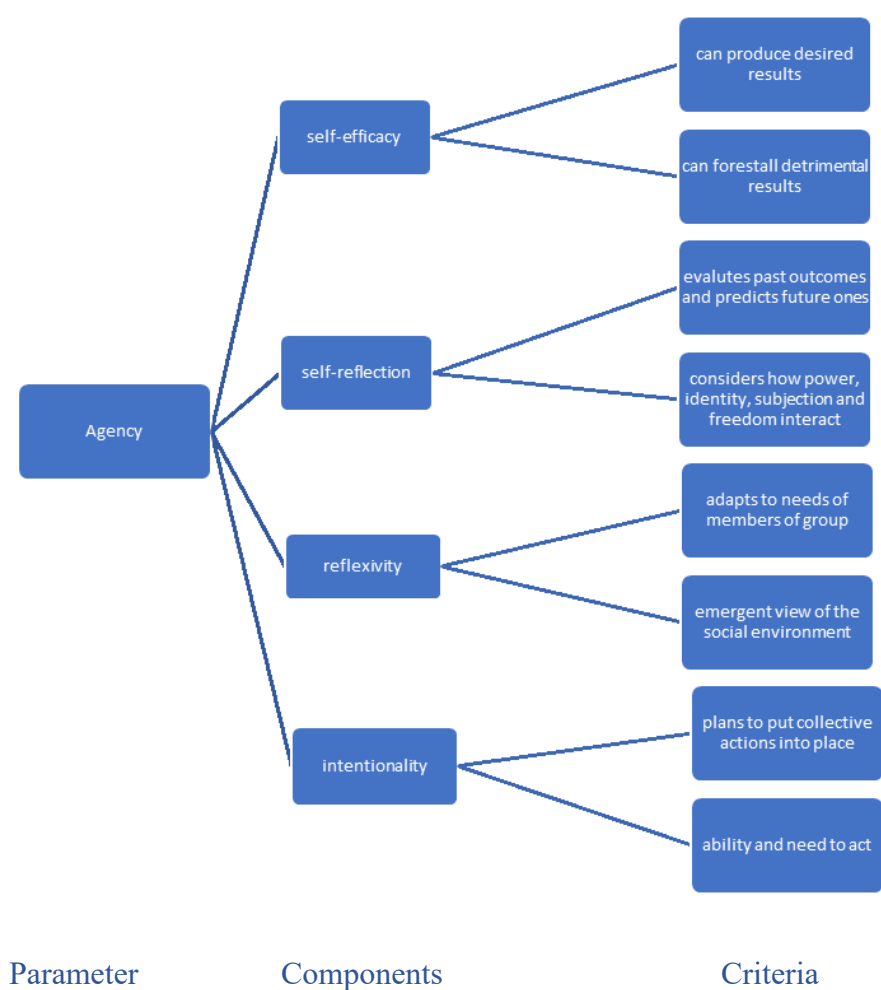 can produce desired
results
self-efficacy
can forestall detrimental
results
evalutes past outcomes
and predicts future ones
self-reflection
considers how power,
identity, subjection and
freedom interact
Agency
adapts to needs of
members of group
reflexivity
emergent view of the
social environment
plans to put collective
actions into place
intentionality
ability and need to act
Parameter
Components
Criteria